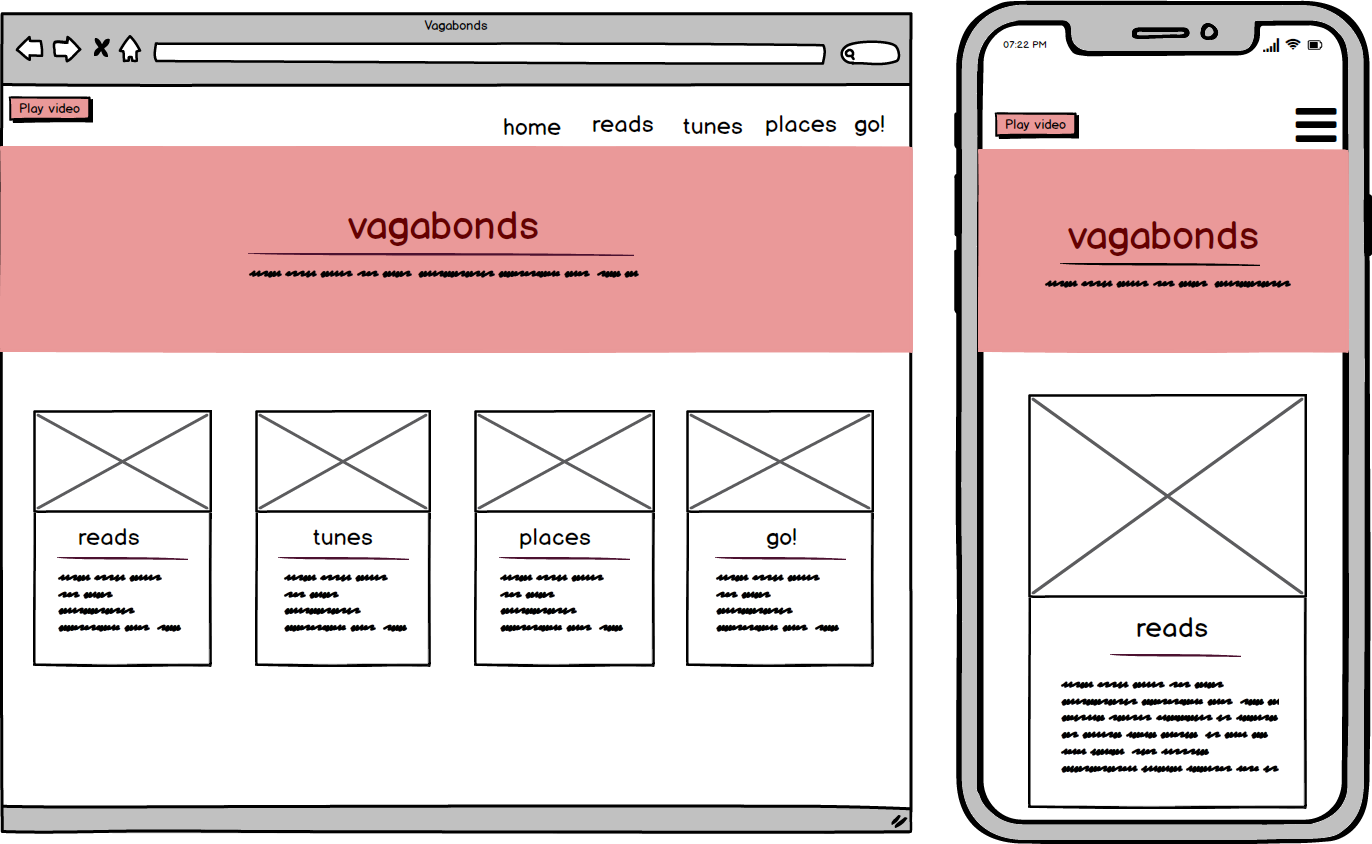 Vagabonds
Play video
home reads tunes places go!
vagabonds
reads
tunes
places
go!
07:22 PM
Play video
vagabonds
reads